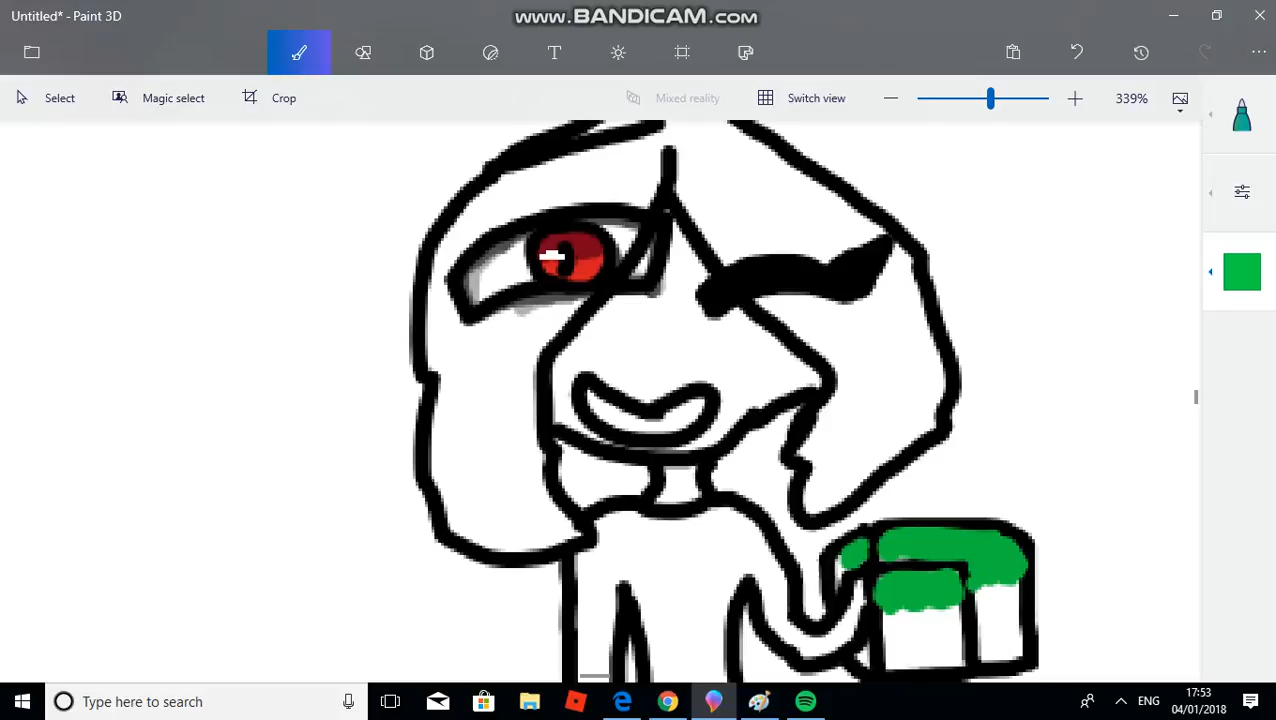 www.BANDICAM.com
Untitled* - Paint 3D
Select
Magic select
Crop
Mixed reality
Switch view
339%
Type here to search
ENG
17:53
04/01/2018